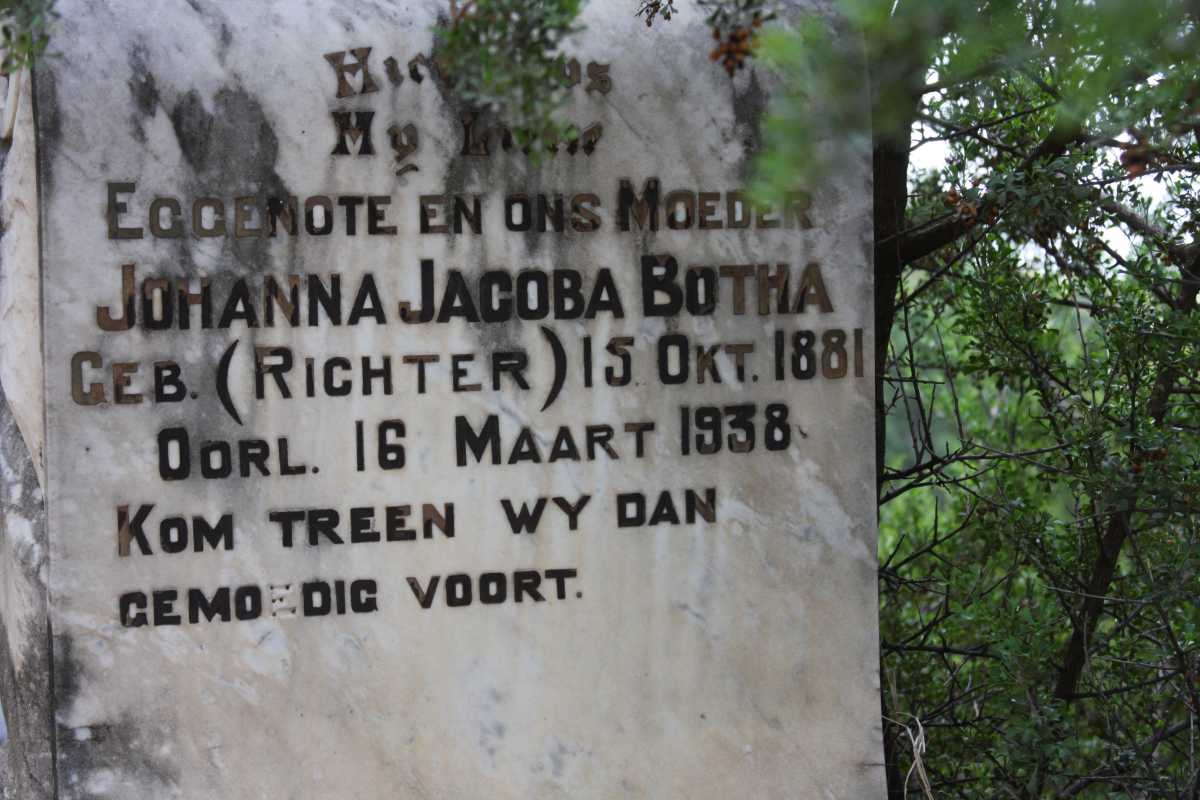 My
Eggenote en ons Moeder
Johanna Jacoba Botha
Geb. (Richter) 15 Okt. 1881
Oorl. 16 Maart 1938
Kom treen wy dan
gemoedig voort.